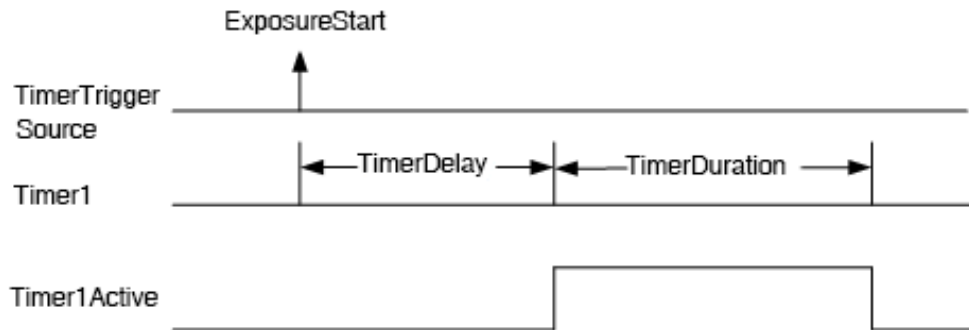 ExposureStart
TimerTrigger
Source
TimerDelay
TimerDuration
Timer1
Timer1Active